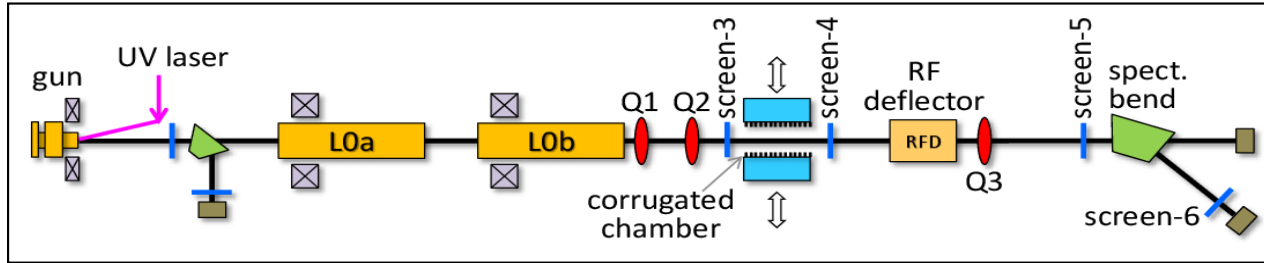 gun
UV laser
L0a
L0b
Q1
Q2
screen-3
corrugated
chamber
screen-4
RF
deflector
RFD
Q3
screen-5
spect.
bend
screen-6